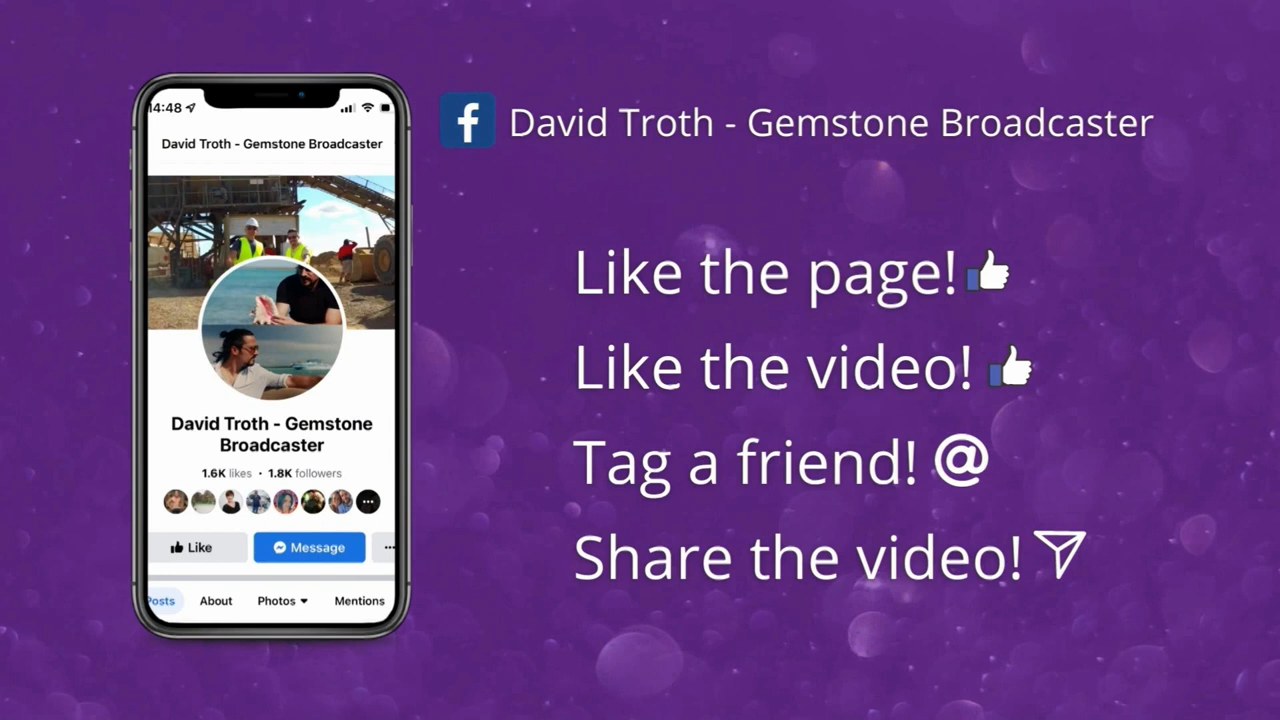 14:48
David Troth - Gemstone Broadcaster
David Troth - Gemstone
Broadcaster
1.6K likes · 1.8K followers
Like
Message
Posts
About
Photos
Mentions
f David Troth - Gemstone Broadcaster
Like the page!
Like the video!
Tag a friend! @
Share the video!